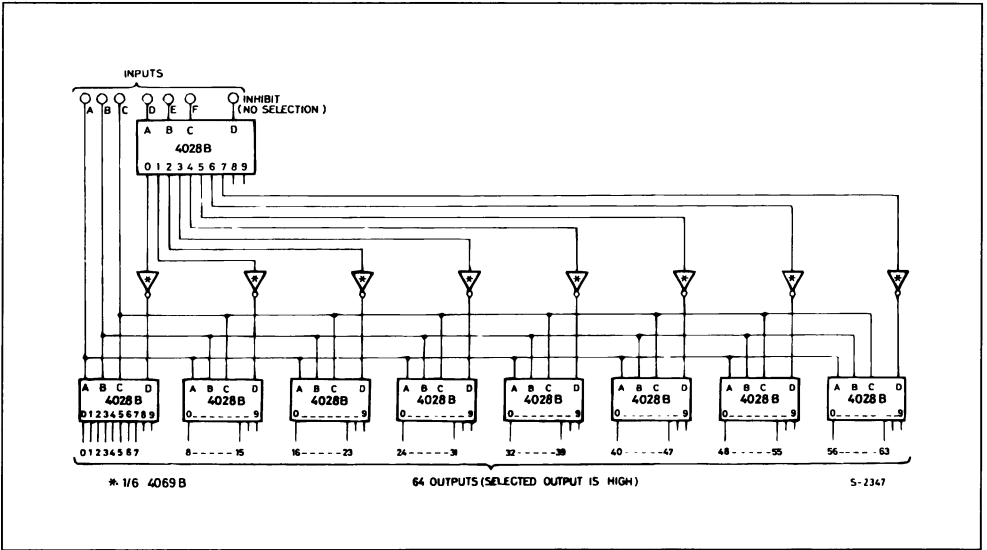 INPUTS
A B C D E F INHIBIT
(NO SELECTION)
A B C D
4028B
0 1 2 3 4 5 6 7 8 9
* * * * * * * *
A B C D A B C D A B C D A B C D A B C D A B C D A B C D A B C D
4028B 4028B 4028B 4028B 4028B 4028B 4028B 4028B
0 1 2 3 4 5 6 7 8 9 0-------9 0-------9 0-------9 0-------9 0-------9 0-------9 0-------9
0 1 2 3 4 5 6 7 8------15 16------23 24------31 32------39 40------47 48------55 56------63
*. 1/6 4069B 64 OUTPUTS (SELECTED OUTPUT IS HIGH) S-2347